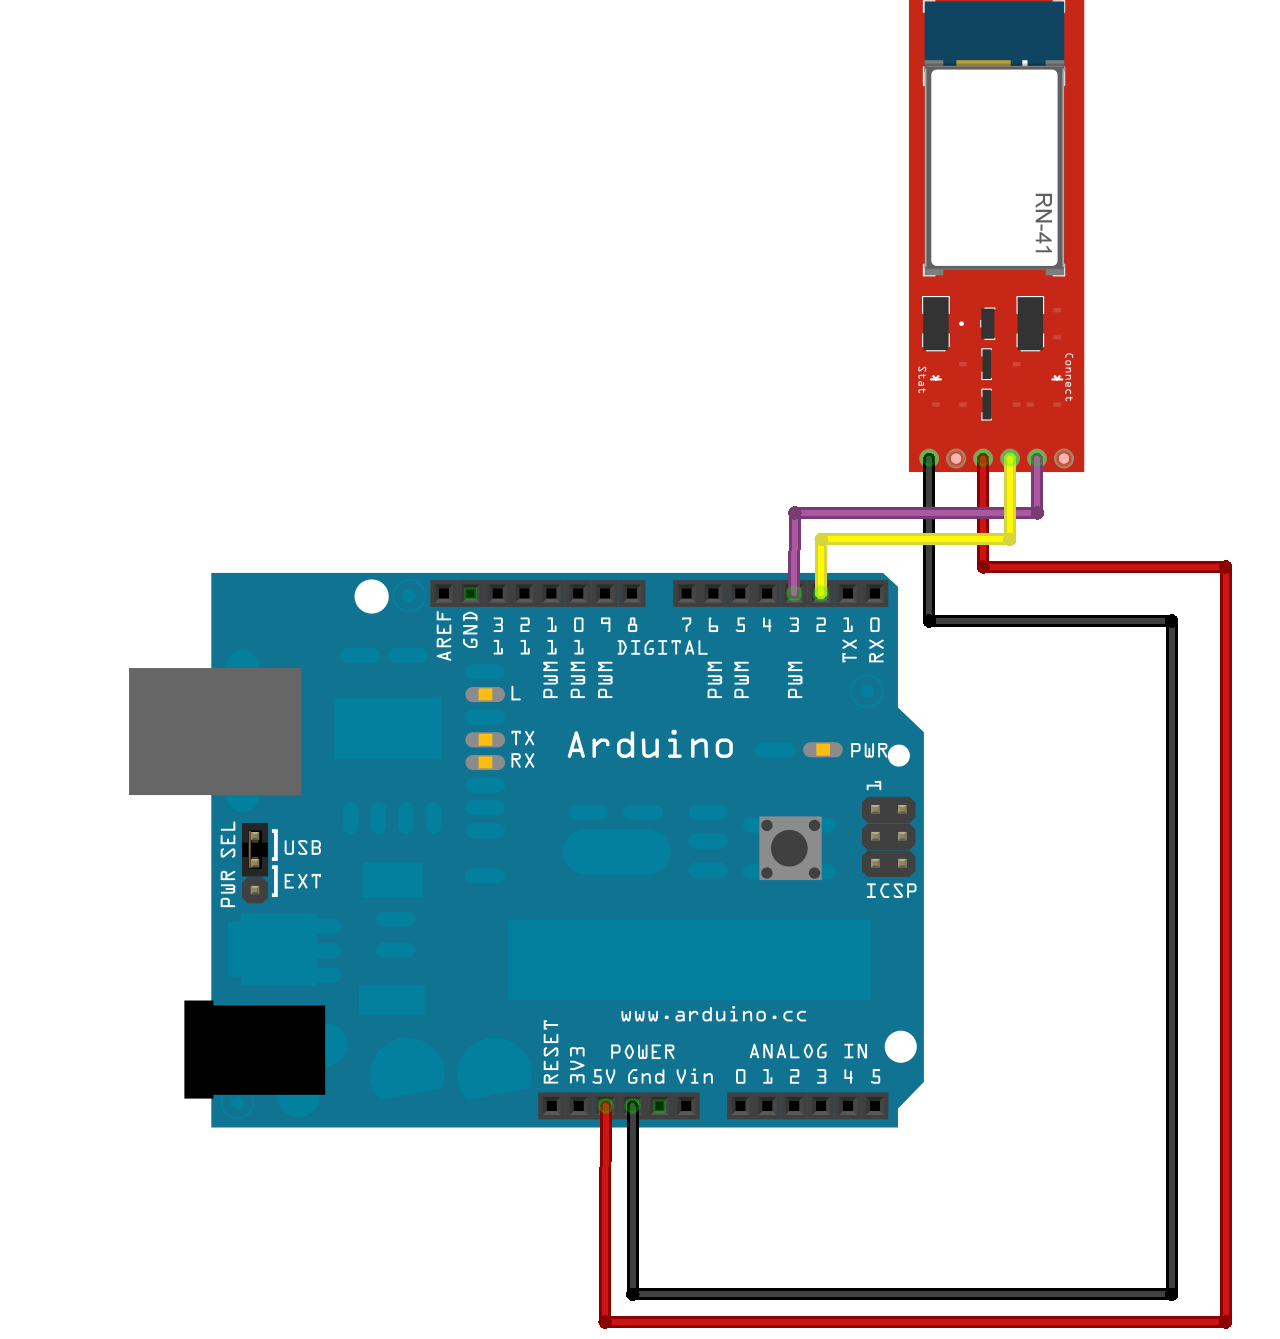 RN-41
Stat
Connect
AREF
GND
13
12
11
10
9
8
7
6
5
4
3
2
1
0
DIGITAL
TX
RX
PWM
PWM
PWM
PWM
PWM
PWM
L
TX
RX
Arduino
PWR
1
PWR SEL
USB
EXT
ICSP
www.arduino.cc
RESET
3V3
POWER
5V Gnd Vin
ANALOG IN
0 1 2 3 4 5